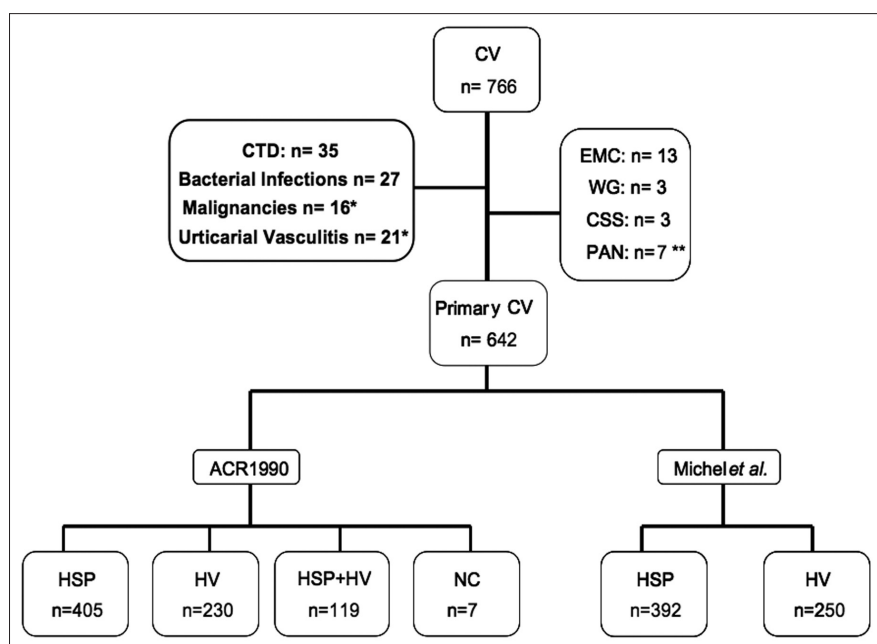 CV
n= 766
CTD: n= 35
Bacterial Infections n= 27
Malignancies n= 16*
Urticarial Vasculitis n= 21*
EMC: n= 13
WG: n= 3
CSS: n= 3
PAN: n=7 **
Primary CV
n= 642
ACR1990
Michel et al.
HSP
n=405
HV
n=230
HSP+HV
n=119
NC
n=7
HSP
n=392
HV
n=250